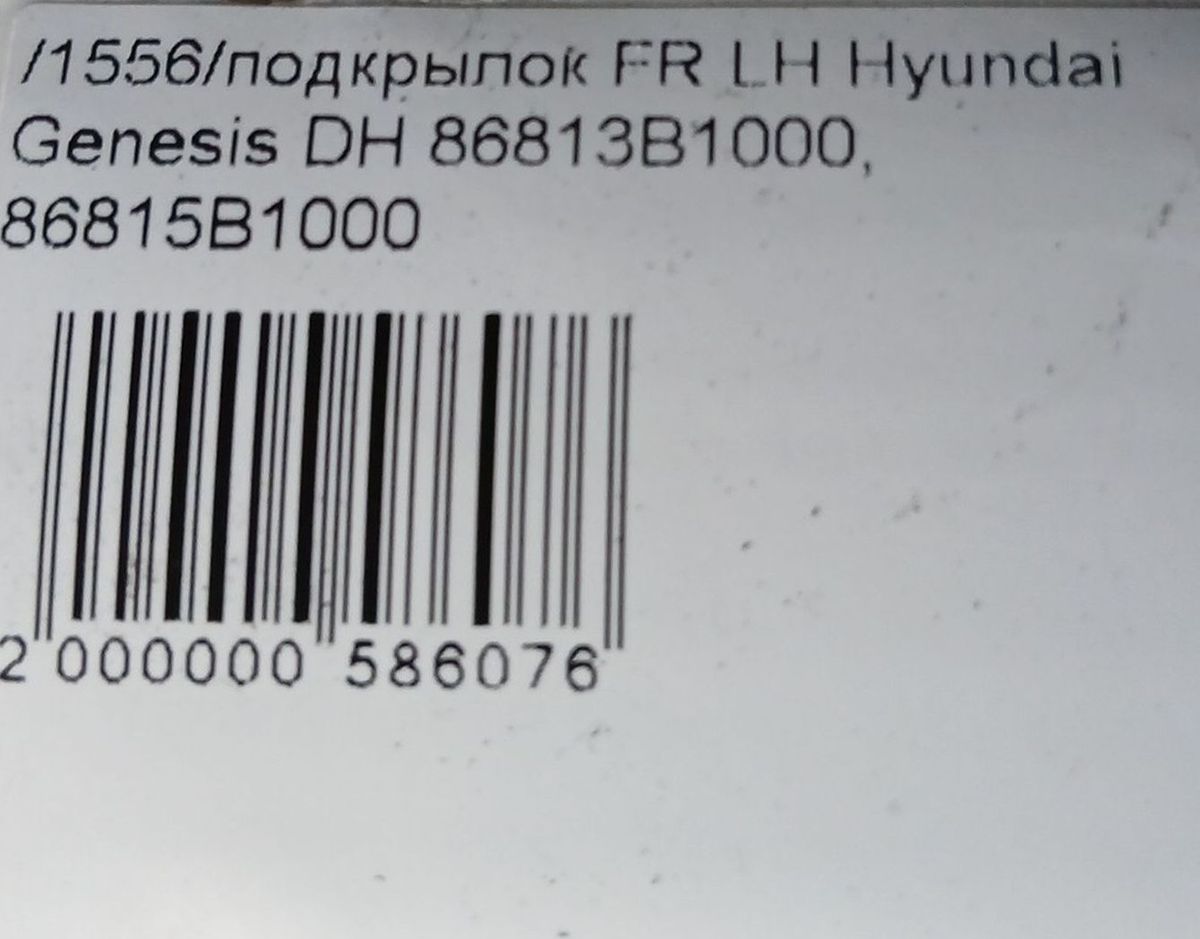 /1556/подкрылок FR LH Hyundai
Genesis DH 86813B1000,
86815B1000
2 000000 586076